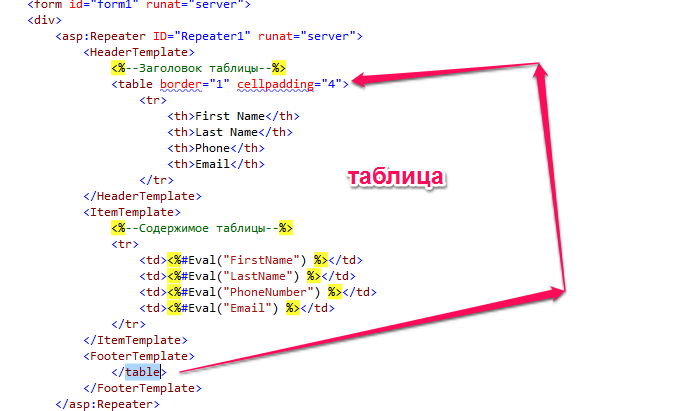 <form id="form1" runat="server">
<div>
<asp:Repeater ID="Repeater1" runat="server">
<HeaderTemplate>
<%--Заголовок таблицы--%>
<table border="1" cellpadding="4">
<tr>
<th>First Name</th>
<th>Last Name</th>
<th>Phone</th>
<th>Email</th>
</tr>
таблица
</HeaderTemplate>
<ItemTemplate>
<%--Содержимое таблицы--%>
<tr>
<td><%#Eval("FirstName") %></td>
<td><%#Eval("LastName") %></td>
<td><%#Eval("PhoneNumber") %></td>
<td><%#Eval("Email") %></td>
</tr>
</ItemTemplate>
<FooterTemplate>
</table>
</FooterTemplate>
</asp:Repeater>